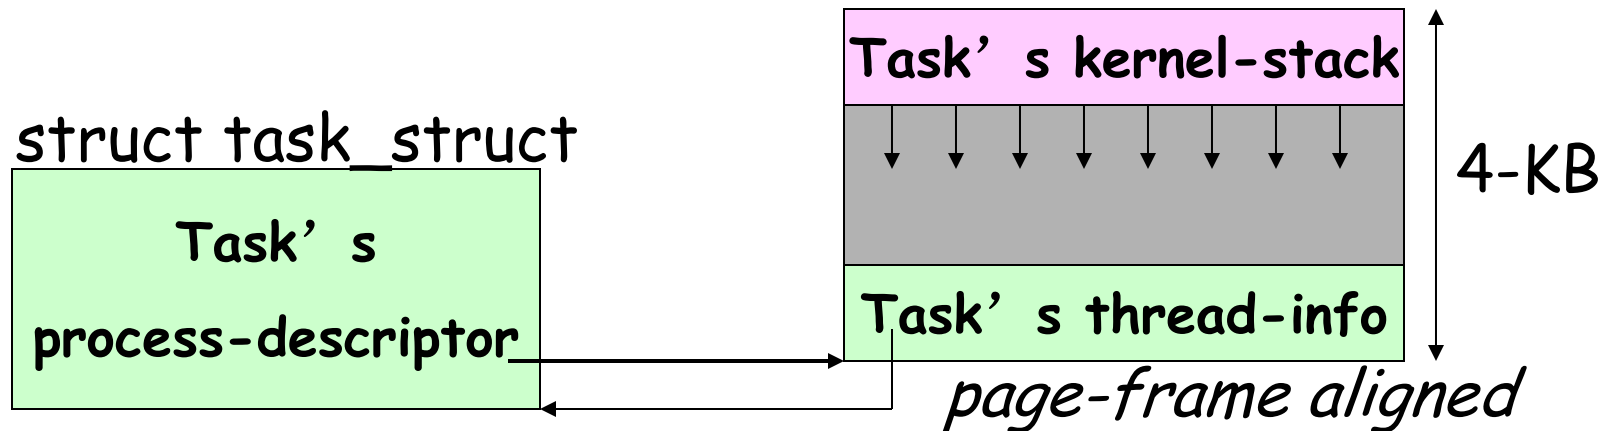 struct task_struct
Task’ s
process-descriptor
Task’ s kernel-stack
Task’ s thread-info
4-KB
page-frame aligned